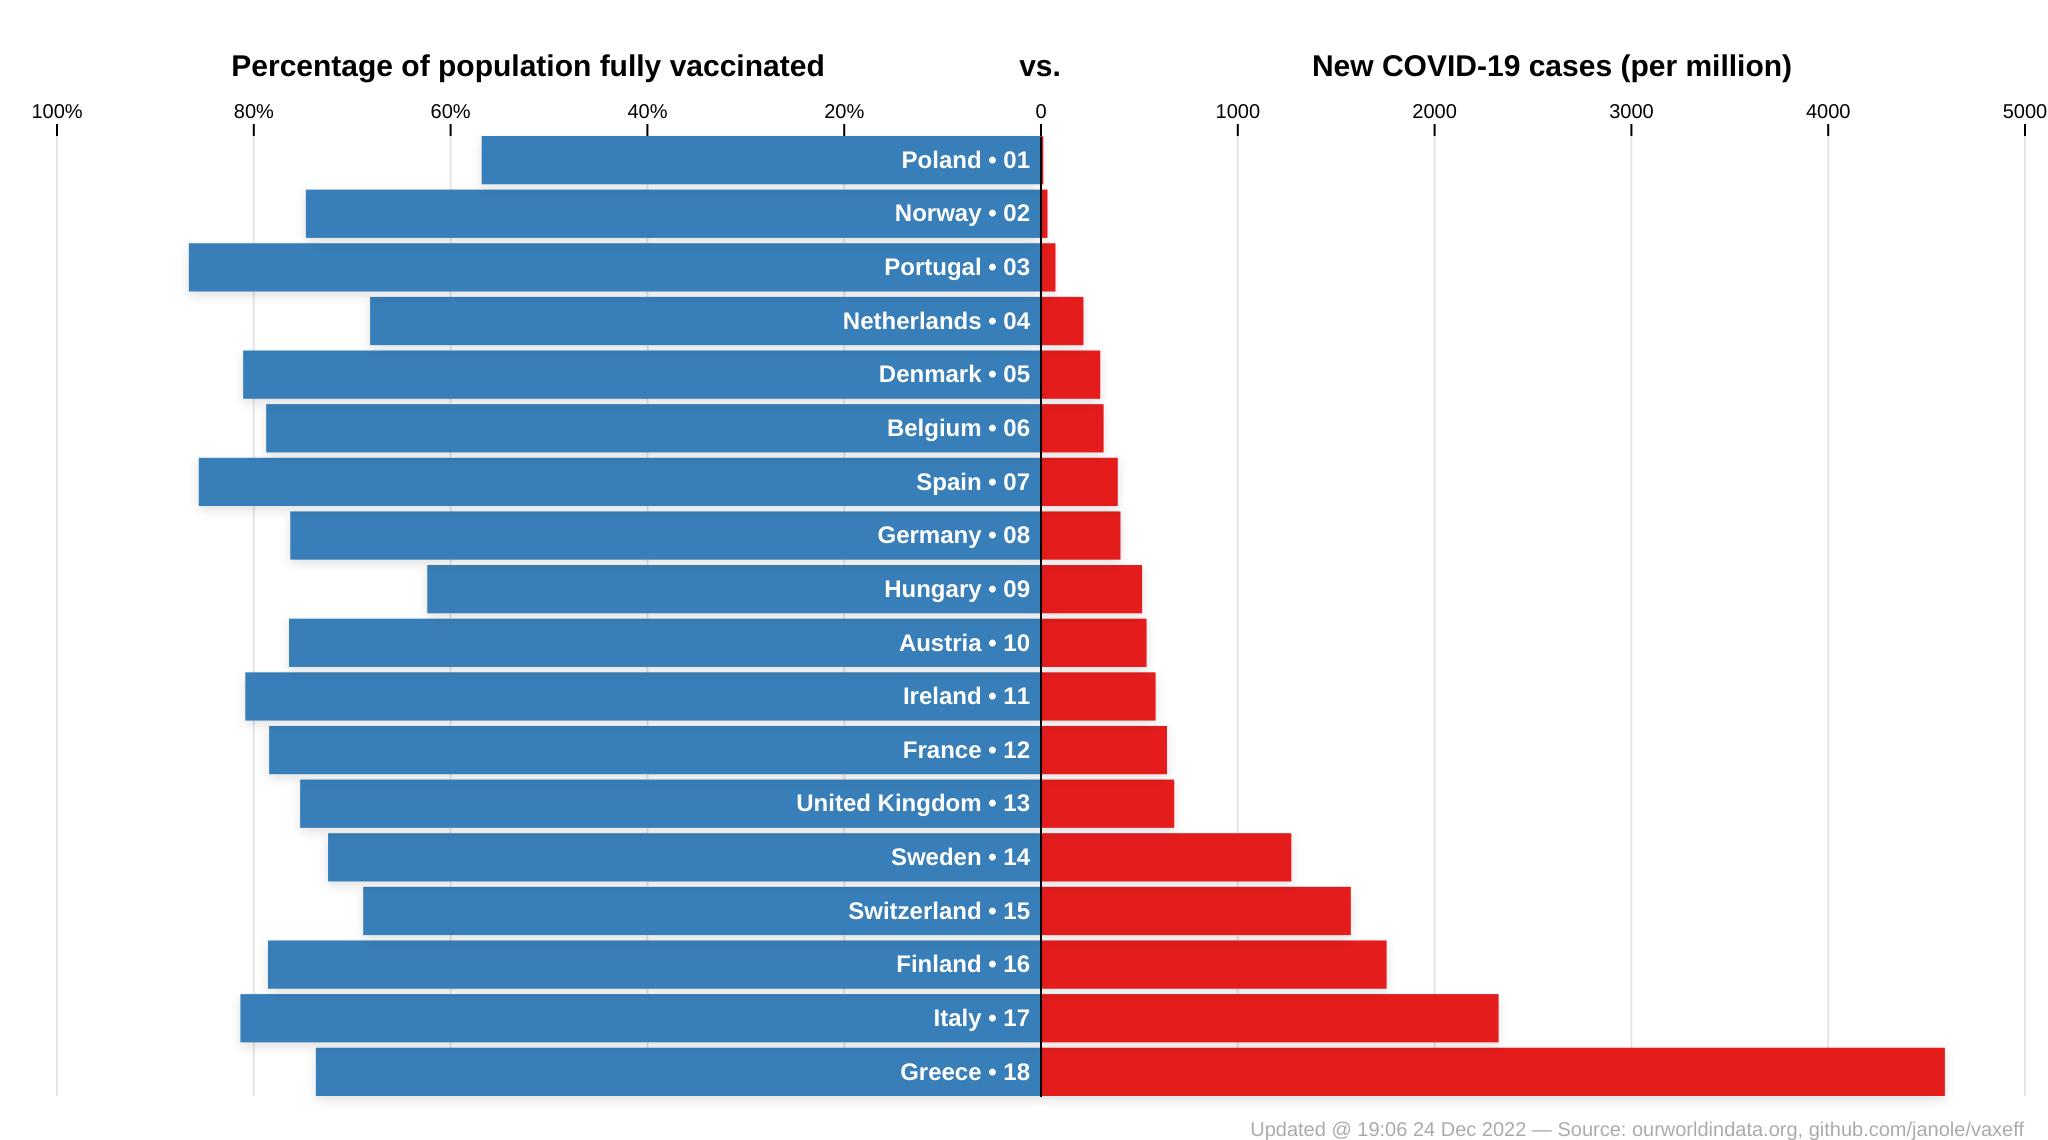 Percentage of population fully vaccinated vs. New COVID-19 cases (per million)
100% 80% 60% 40% 20% 0 1000 2000 3000 4000 5000
Poland • 01
Norway • 02
Portugal • 03
Netherlands • 04
Denmark • 05
Belgium • 06
Spain • 07
Germany • 08
Hungary • 09
Austria • 10
Ireland • 11
France • 12
United Kingdom • 13
Sweden • 14
Switzerland • 15
Finland • 16
Italy • 17
Greece • 18
Updated @ 19:06 24 Dec 2022 — Source: ourworldindata.org, github.com/janole/vaxeff